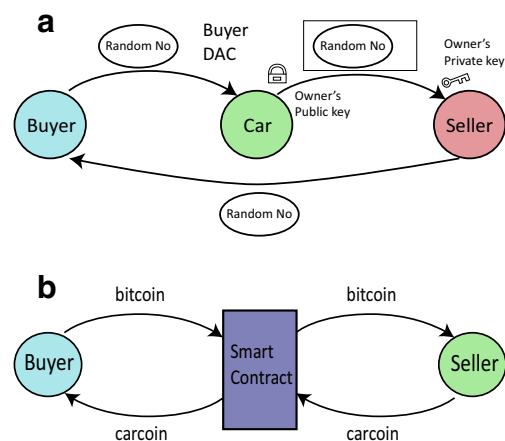 a
Random No
Buyer
DAC
Random No
Owner's
Private key
Buyer
Car
Owner's
Public key
Seller
Random No
b
bitcoin
bitcoin
Buyer
Smart
Contract
Seller
carcoin
carcoin